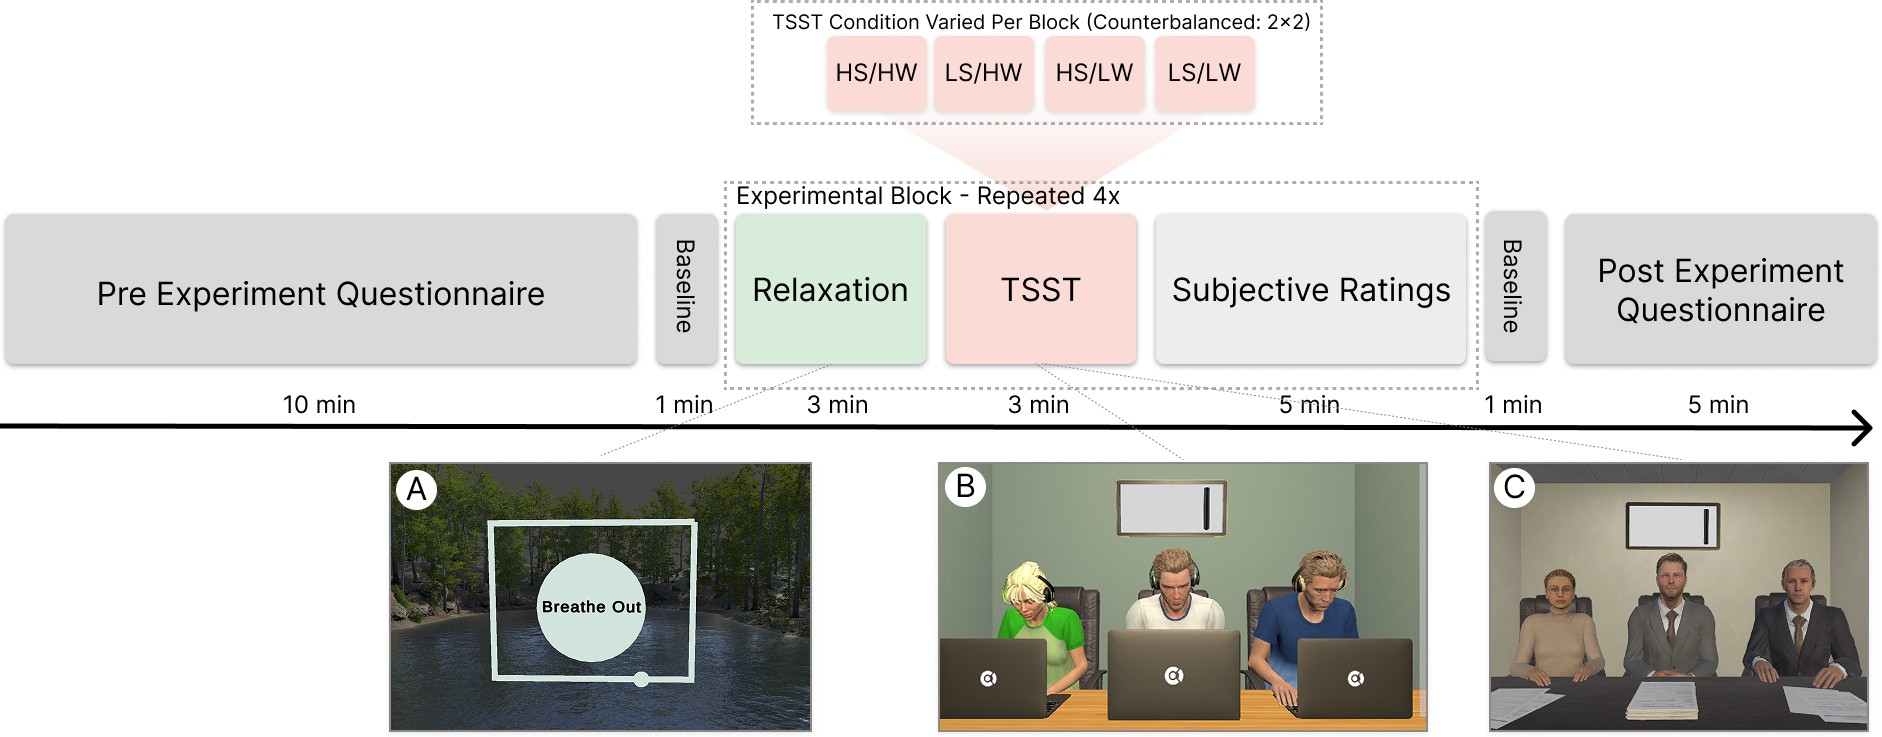 TSST Condition Varied Per Block (Counterbalanced: 2×2)
HS/HW
LS/HW
HS/LW
LS/LW
Experimental Block - Repeated 4x
Pre Experiment Questionnaire
Baseline
Relaxation
TSST
Subjective Ratings
Baseline
Post Experiment
Questionnaire
10 min
1 min
3 min
3 min
5 min
1 min
5 min
A
Breathe Out
B
C